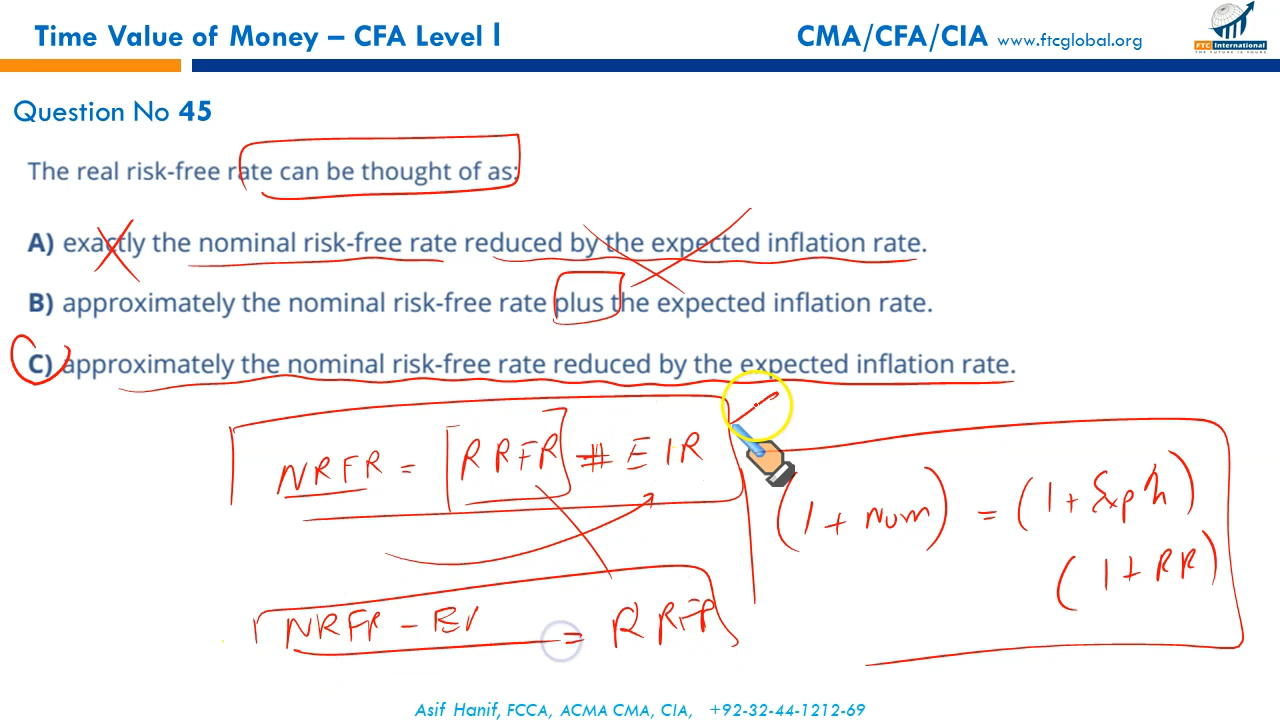 Time Value of Money – CFA Level I
CMA/CFA/CIA www.ftcglobal.org
FTC International
Question No 45
The real risk-free rate can be thought of as:
A) exactly the nominal risk-free rate reduced by the expected inflation rate.
B) approximately the nominal risk-free rate plus the expected inflation rate.
C) approximately the nominal risk-free rate reduced by the expected inflation rate.
NRFR = [RRFR] + EIR
(1 + Num) = (1 + Exp
(1 + RR)
NRFR – EI = RRFR
Asif Hanif, FCCA, ACMA CMA, CIA, +92-32-44-1212-69